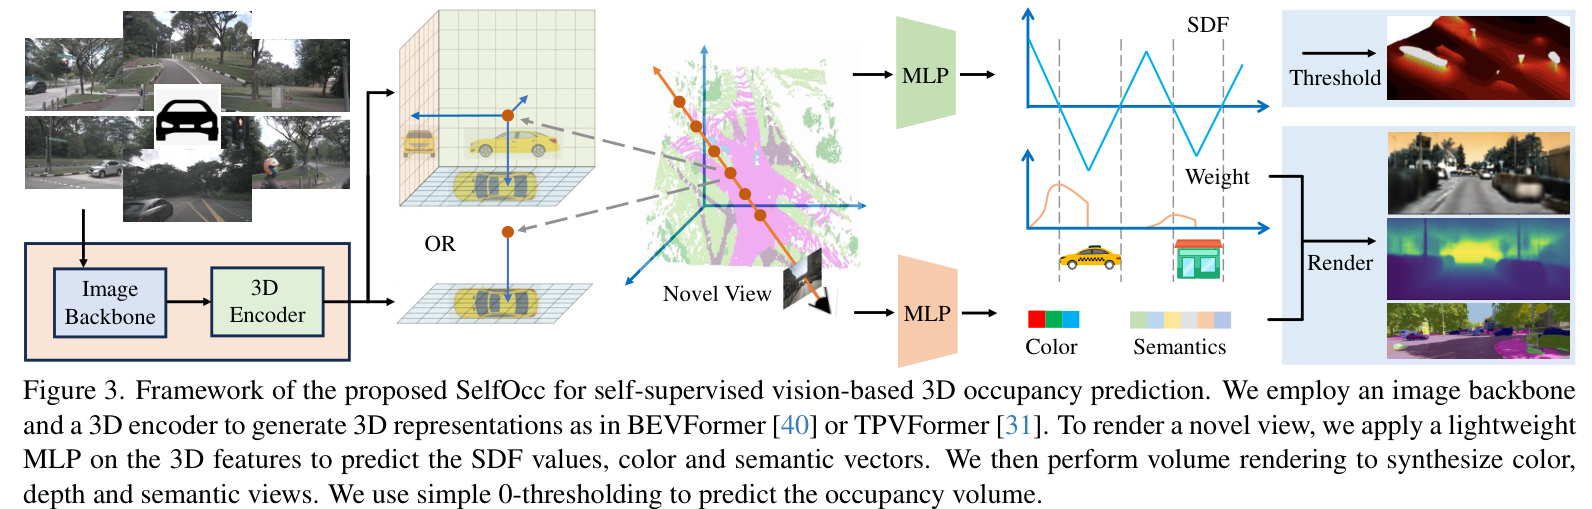 Image
Backbone
3D
Encoder
OR
Novel View
MLP
MLP
SDF
Weight
Color
Semantics
Threshold
Render
Figure 3. Framework of the proposed SelfOcc for self-supervised vision-based 3D occupancy prediction. We employ an image backbone
and a 3D encoder to generate 3D representations as in BEVFormer [40] or TPVFormer [31]. To render a novel view, we apply a lightweight
MLP on the 3D features to predict the SDF values, color and semantic vectors. We then perform volume rendering to synthesize color,
depth and semantic views. We use simple 0-thresholding to predict the occupancy volume.